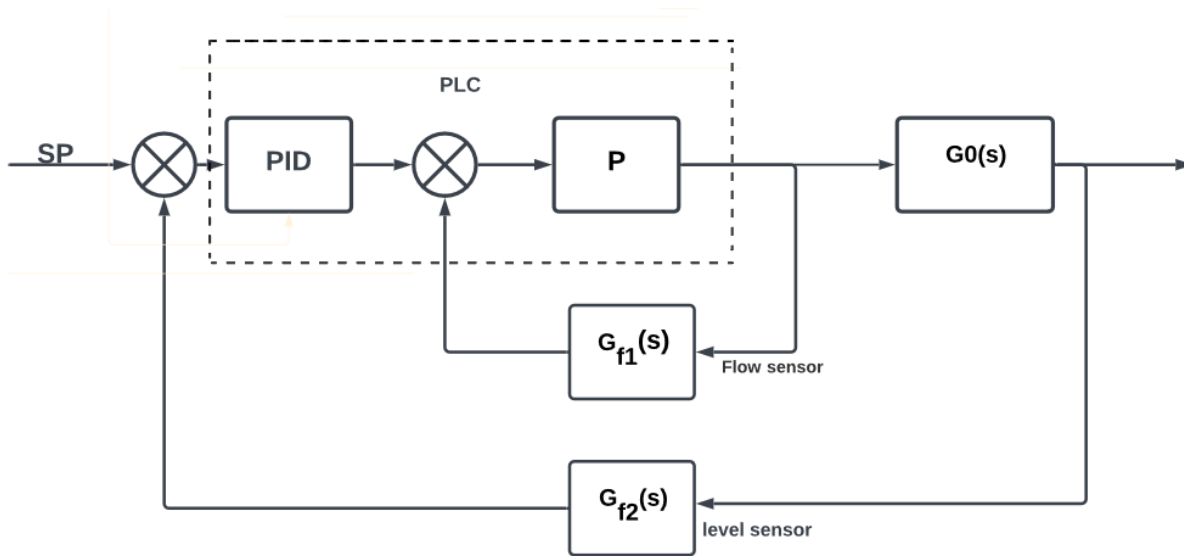 PLC
SP
PID
P
G0(s)
Gf1(s)
Flow sensor
Gf2(s)
level sensor